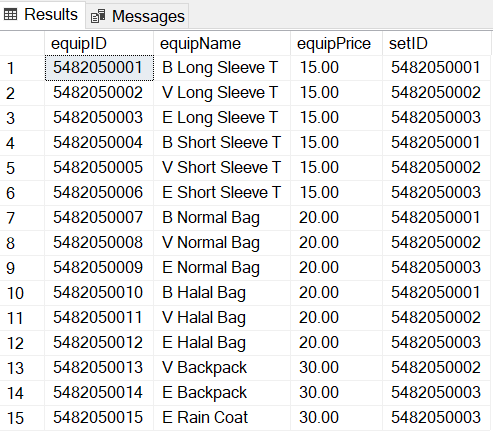 Results Messages
equipID equipName equipPrice setID
1 5482050001 B Long Sleeve T 15.00 5482050001
2 5482050002 V Long Sleeve T 15.00 5482050002
3 5482050003 E Long Sleeve T 15.00 5482050003
4 5482050004 B Short Sleeve T 15.00 5482050001
5 5482050005 V Short Sleeve T 15.00 5482050002
6 5482050006 E Short Sleeve T 15.00 5482050003
7 5482050007 B Normal Bag 20.00 5482050001
8 5482050008 V Normal Bag 20.00 5482050002
9 5482050009 E Normal Bag 20.00 5482050003
10 5482050010 B Halal Bag 20.00 5482050001
11 5482050011 V Halal Bag 20.00 5482050002
12 5482050012 E Halal Bag 20.00 5482050003
13 5482050013 V Backpack 30.00 5482050002
14 5482050014 E Backpack 30.00 5482050003
15 5482050015 E Rain Coat 30.00 5482050003